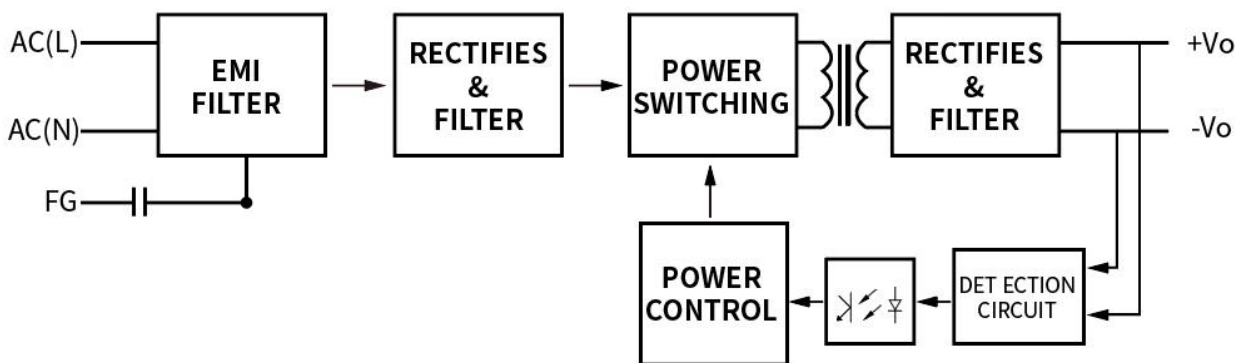 AC(L)
AC(N)
FG
EMI
FILTER
RECTIFIES
&
FILTER
POWER
SWITCHING
RECTIFIES
&
FILTER
+Vo
-Vo
POWER
CONTROL
DET ECTION
CIRCUIT